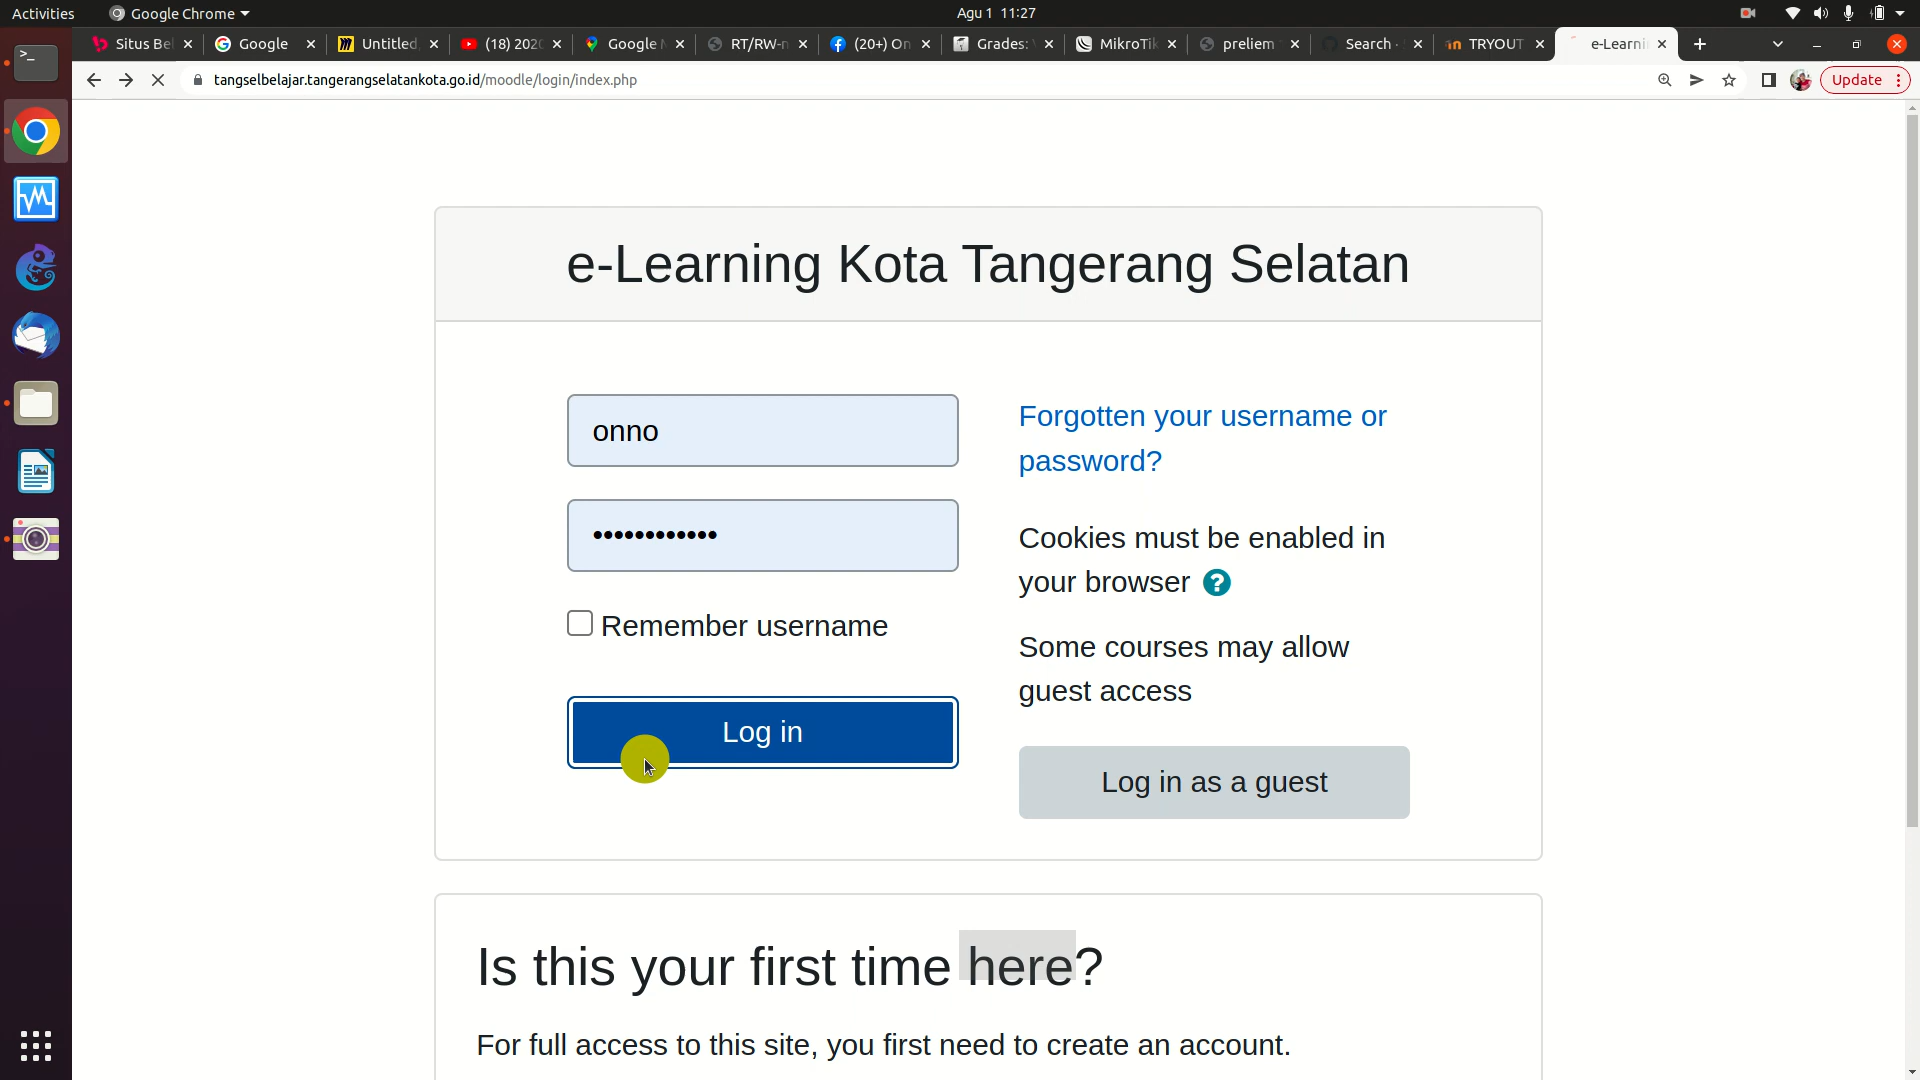 Activities
Google Chrome
Agu 1 11:27
Situs Be
Google
Untitled
(18) 202
Google
RT/RW-n
(20+) On
Grades:
MikroTik
preliem
Search -
TRYOUT
e-Learni
tangselbelajar.tangerangselatankota.go.id/moodle/login/index.php
Update
e-Learning Kota Tangerang Selatan
onno
••••••••••••
Remember username
Log in
Forgotten your username or
password?
Cookies must be enabled in
your browser
Some courses may allow
guest access
Log in as a guest
Is this your first time here?
For full access to this site, you first need to create an account.